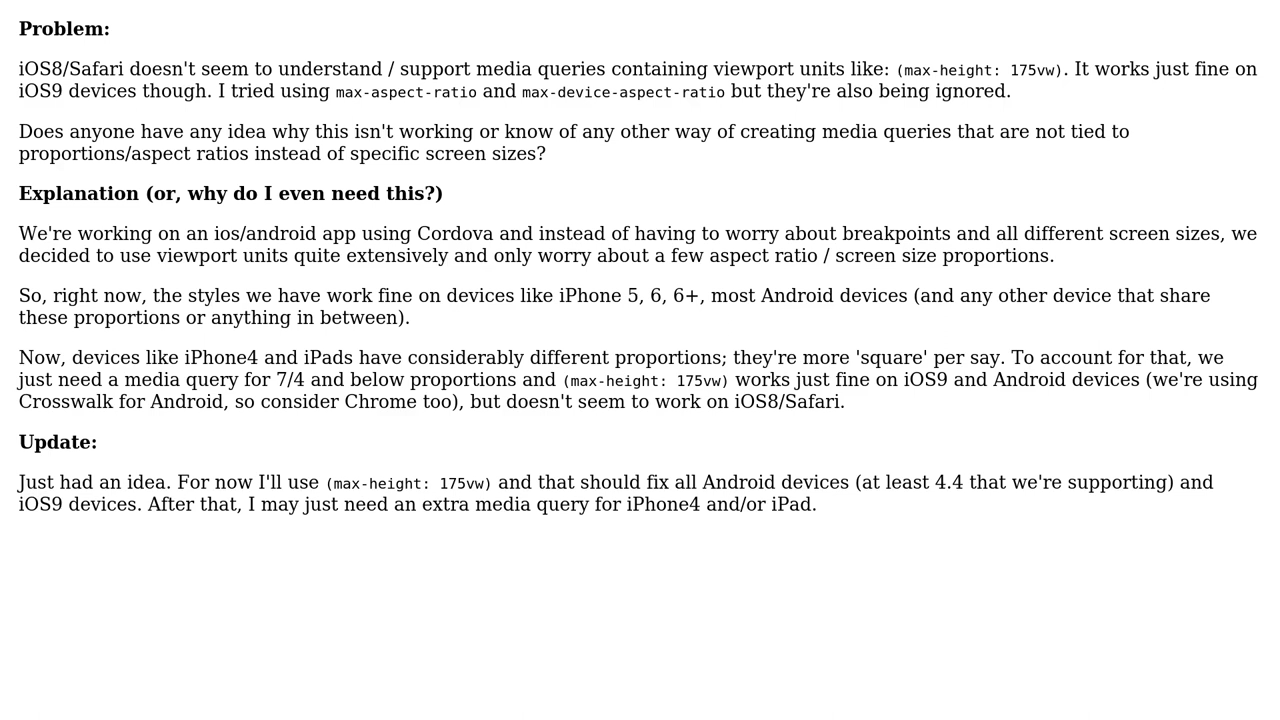 Problem:
iOS8/Safari doesn't seem to understand / support media queries containing viewport units like: (max-height: 175vw). It works just fine on
iOS9 devices though. I tried using max-aspect-ratio and max-device-aspect-ratio but they're also being ignored.
Does anyone have any idea why this isn't working or know of any other way of creating media queries that are not tied to
proportions/aspect ratios instead of specific screen sizes?
Explanation (or, why do I even need this?)
We're working on an ios/android app using Cordova and instead of having to worry about breakpoints and all different screen sizes, we
decided to use viewport units quite extensively and only worry about a few aspect ratio / screen size proportions.
So, right now, the styles we have work fine on devices like iPhone 5, 6, 6+, most Android devices (and any other device that share
these proportions or anything in between).
Now, devices like iPhone4 and iPads have considerably different proportions; they're more 'square' per say. To account for that, we
just need a media query for 7/4 and below proportions and (max-height: 175vw) works just fine on iOS9 and Android devices (we're using
Crosswalk for Android, so consider Chrome too), but doesn't seem to work on iOS8/Safari.
Update:
Just had an idea. For now I'll use (max-height: 175vw) and that should fix all Android devices (at least 4.4 that we're supporting) and
iOS9 devices. After that, I may just need an extra media query for iPhone4 and/or iPad.